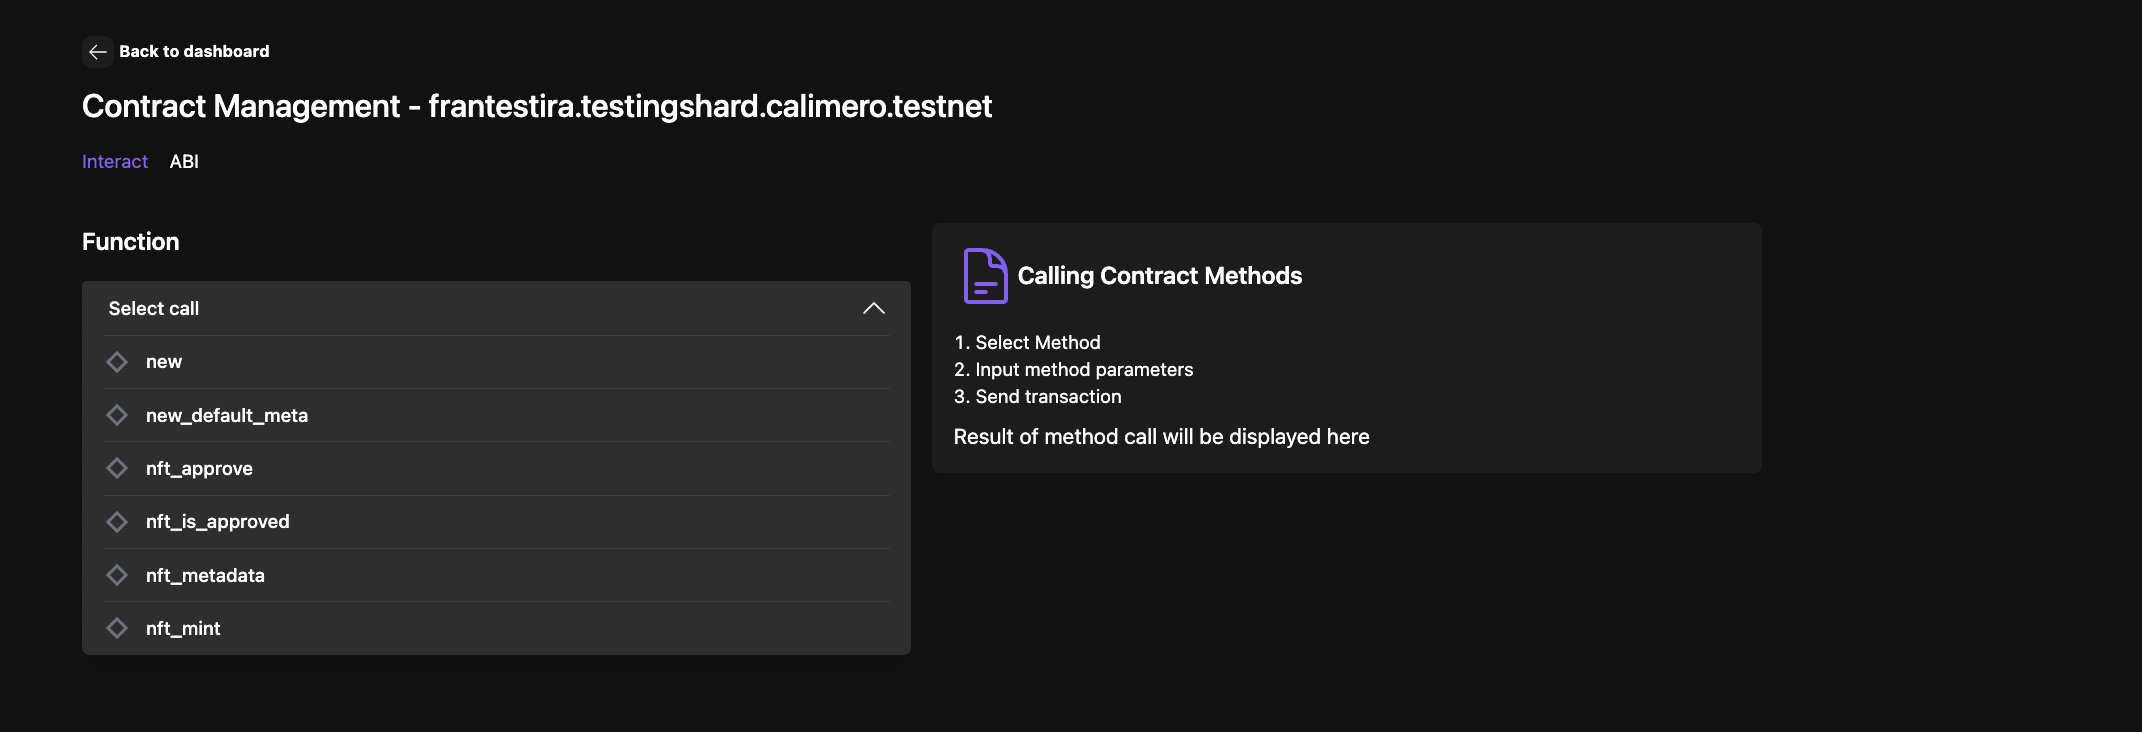 Back to dashboard
Contract Management - frantestira.testingshard.calimero.testnet
Interact ABI
Function
Select call
new
new_default_meta
nft_approve
nft_is_approved
nft_metadata
nft_mint
Calling Contract Methods
1. Select Method
2. Input method parameters
3. Send transaction
Result of method call will be displayed here